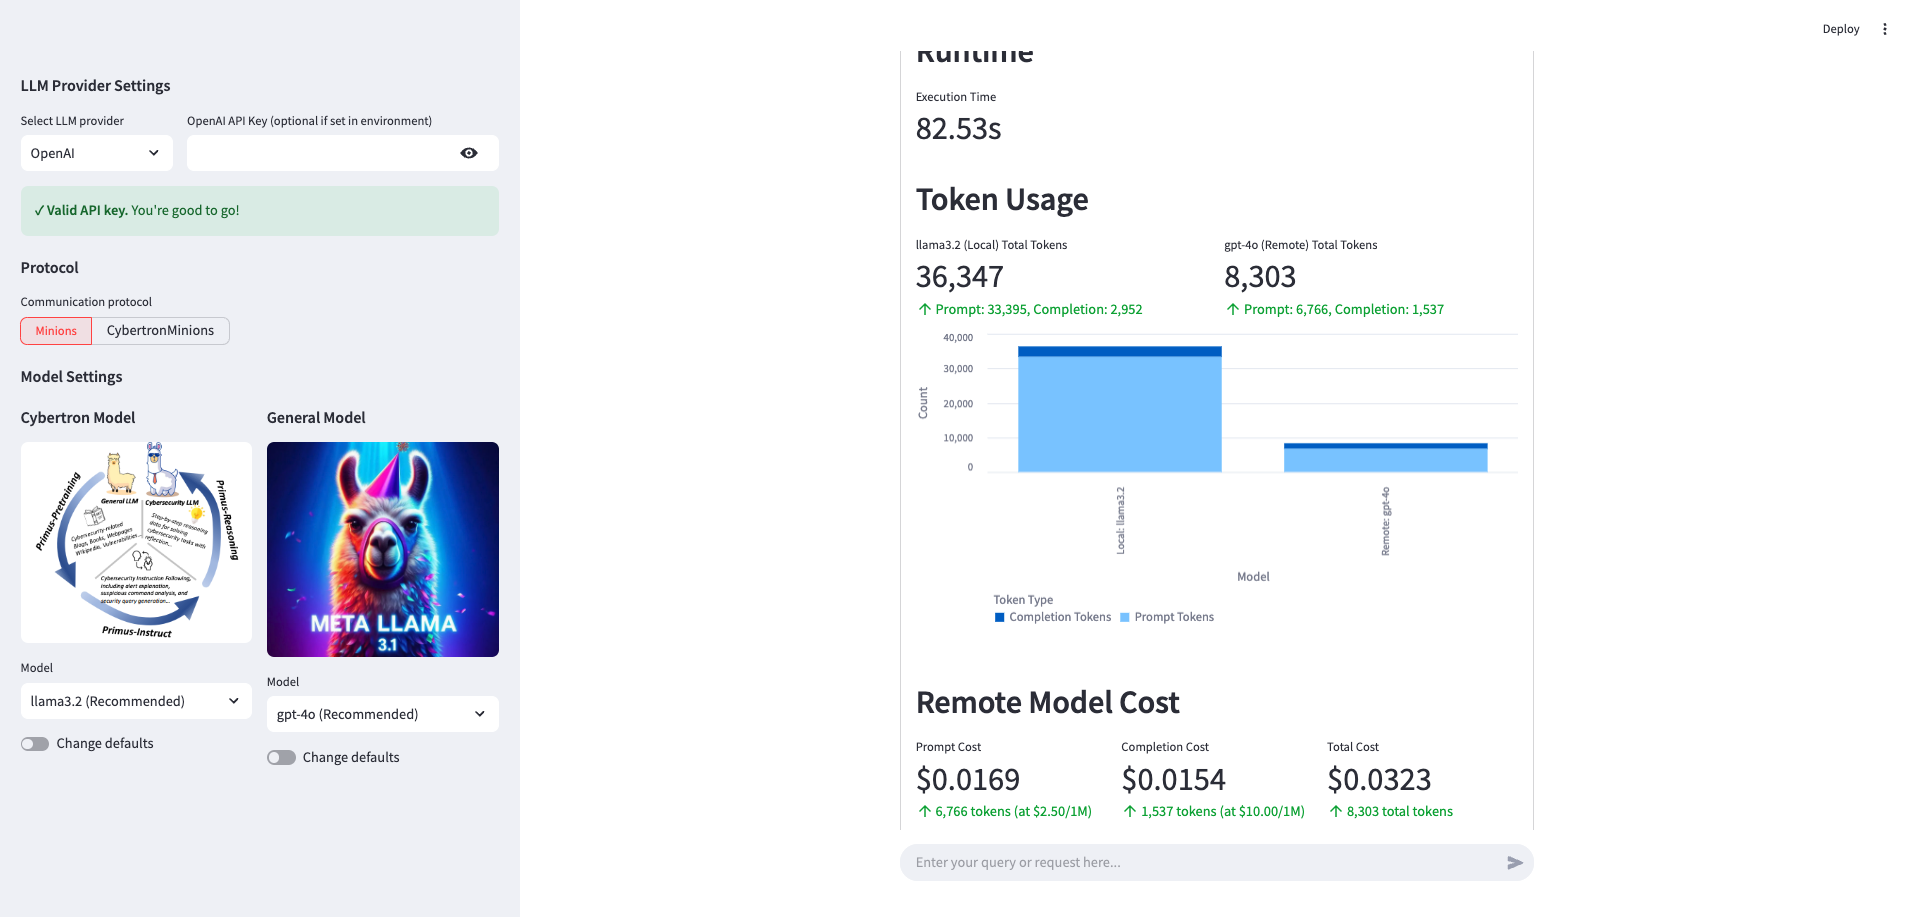 Deploy
LLM Provider Settings
Select LLM provider
OpenAI API Key (optional if set in environment)
OpenAI
✓ Valid API key. You're good to go!
Protocol
Communication protocol
Minions
CybertronMinions
Model Settings
Cybertron Model
General Model
Primus-Pretraining
Primus-Reasoning
General LLM
Cybersecurity LLM
Cybersecurity-related
Blogs, Books, Webpages
Wikipedia, Vulnerabilities...
Step-by-step reasoning
data for solving
cybersecurity tasks with
reflection...
Cybersecurity Instruction Following,
including alert explanation,
suspicious command analysis, and
security query generation...
Primus-Instruct
META LLAMA
3.1
Model
llama3.2 (Recommended)
Change defaults
Model
gpt-4o (Recommended)
Change defaults
Runtime
Execution Time
82.53s
Token Usage
llama3.2 (Local) Total Tokens
36,347
↑ Prompt: 33,395, Completion: 2,952
gpt-4o (Remote) Total Tokens
8,303
↑ Prompt: 6,766, Completion: 1,537
Count
40,000
30,000
20,000
10,000
0
Local: llama3.2
Remote: gpt-4o
Model
Token Type
Completion Tokens
Prompt Tokens
Remote Model Cost
Prompt Cost
$0.0169
↑ 6,766 tokens (at $2.50/1M)
Completion Cost
$0.0154
↑ 1,537 tokens (at $10.00/1M)
Total Cost
$0.0323
↑ 8,303 total tokens
Enter your query or request here...